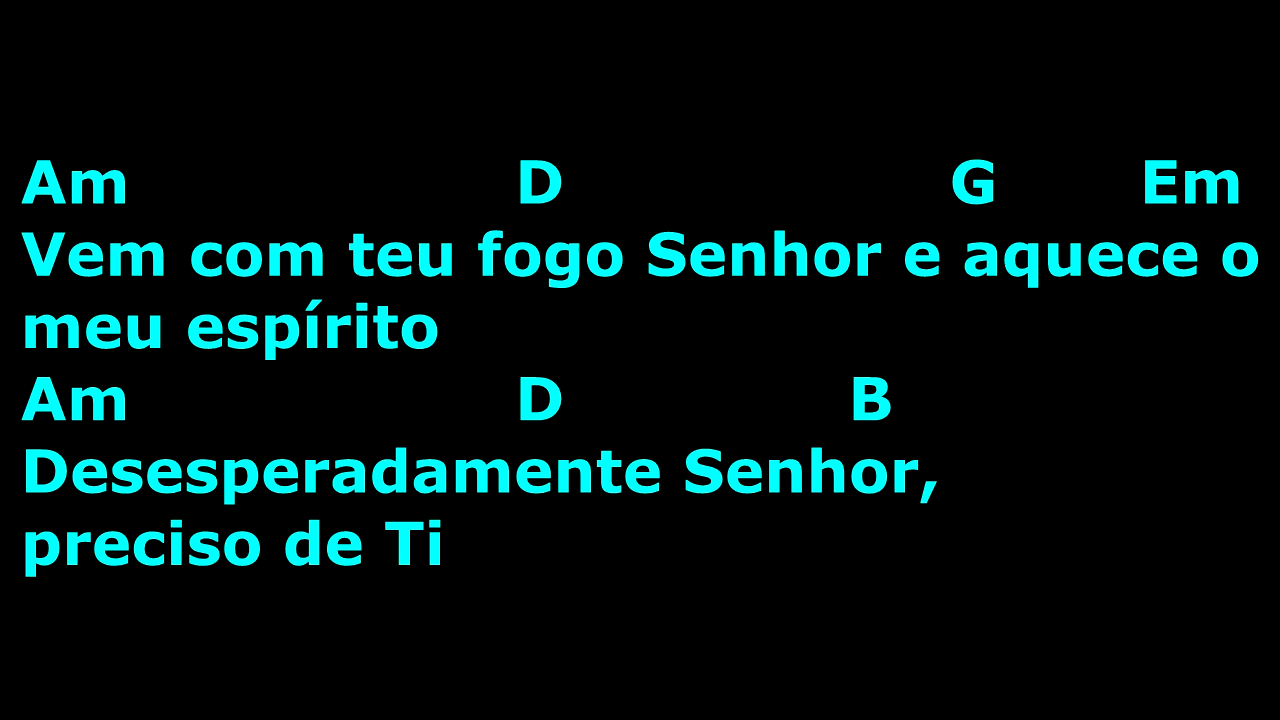 Am D G Em
Vem com teu fogo Senhor e aquece o
meu espírito
Am D B
Desesperadamente Senhor,
preciso de Ti